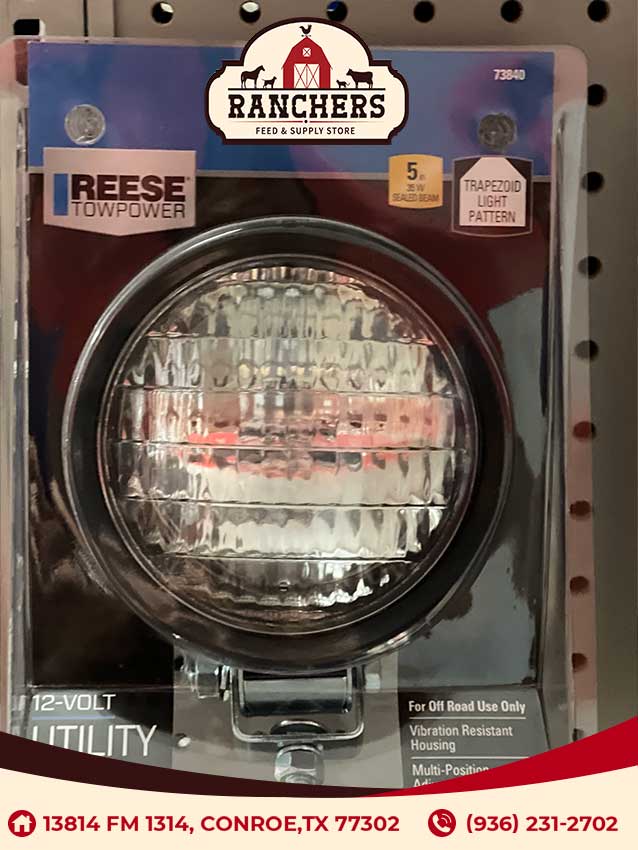 RANCHERS
FEED & SUPPLY STORE
73840
REESE®
TOWPOWER
5 in
35 W
SEALED BEAM
TRAPEZOID
LIGHT
PATTERN
12-VOLT
UTILITY
For Off Road Use Only
Vibration Resistant
Housing
Multi-Position
13814 FM 1314, CONROE,TX 77302
(936) 231-2702